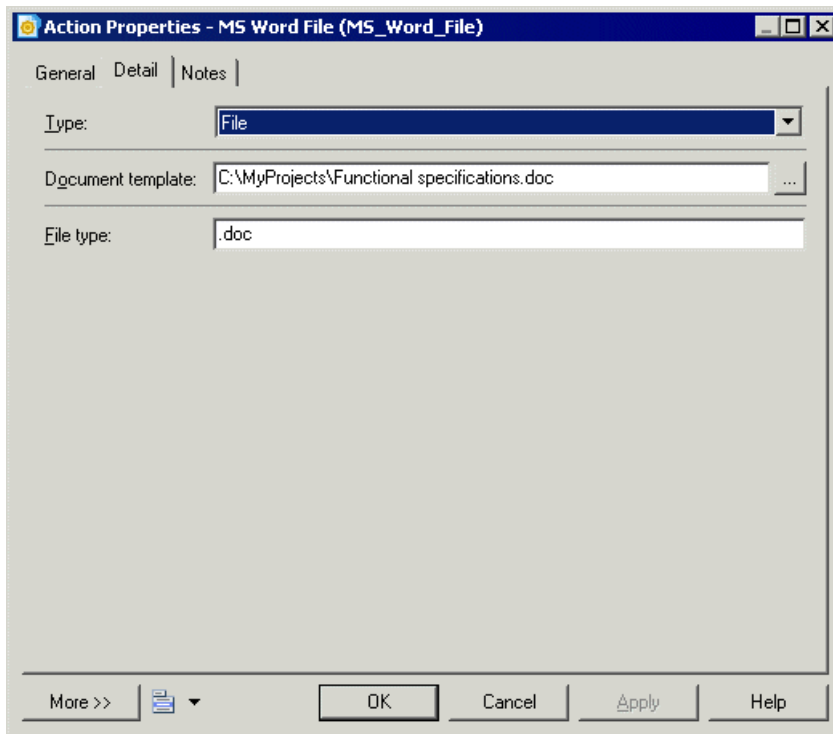 Action Properties - MS Word File (MS_Word_File)
General Detail Notes
Type: File
Document template: C:\MyProjects\Functional specifications.doc ...
File type: .doc
More >> OK Cancel Apply Help